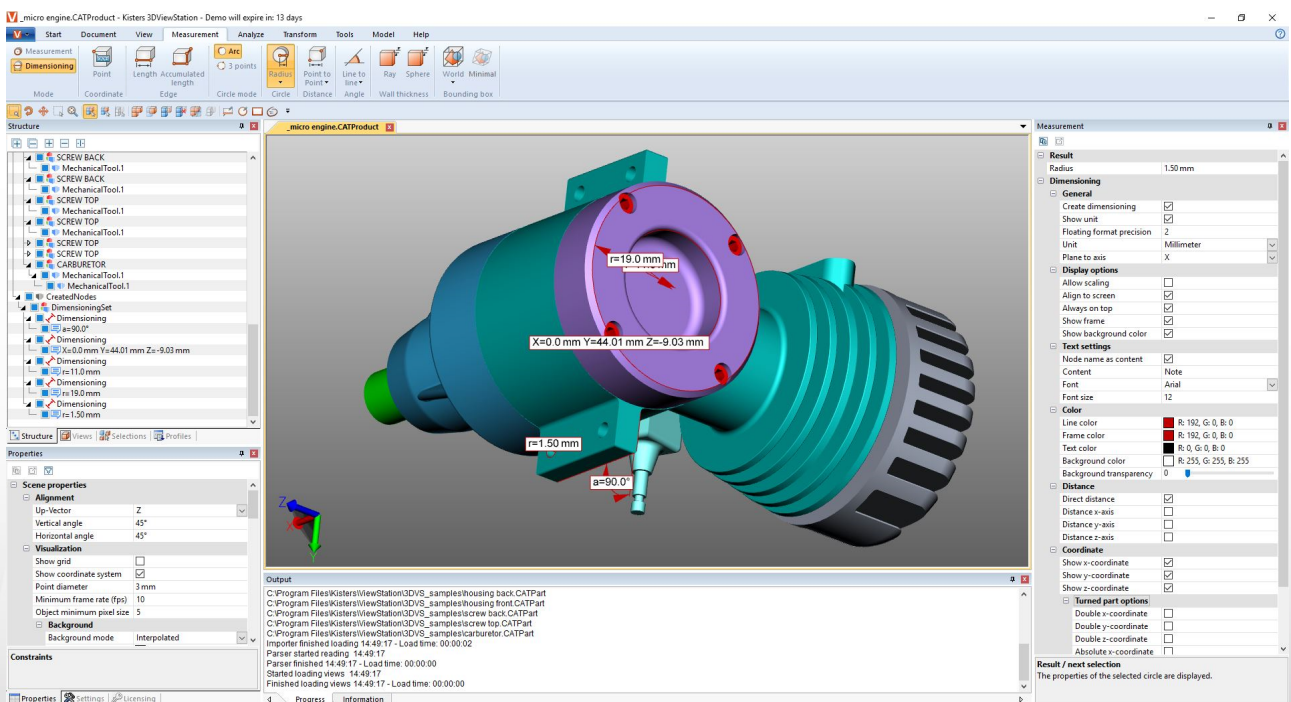 _micro engine.CATProduct - Kisters 3DViewStation - Demo will expire in: 13 days
Start Document View Measurement Analyze Transform Tools Model Help
Measurement
Dimensioning
Point
Length
Accumulated length
Arc
3 points
Radius
Point to Point
Line to line
Ray
Sphere
World
Minimal
Mode Coordinate Edge Circle mode Circle Distance Angle Wall thickness Bounding box
Structure
SCREW BACK
MechanicalTool.1
SCREW BACK
MechanicalTool.1
SCREW TOP
MechanicalTool.1
SCREW TOP
MechanicalTool.1
SCREW TOP
SCREW TOP
CARBURETOR
MechanicalTool.1
MechanicalTool.1
CreatedNodes
DimensioningSet
Dimensioning
a=90.0°
Dimensioning
X=0.0 mm Y=44.01 mm Z=-9.03 mm
Dimensioning
r=11.0 mm
Dimensioning
r=19.0 mm
Dimensioning
r=1.50 mm
Structure Views Selections Profiles
Properties
Scene properties
Alignment
Up-Vector Z
Vertical angle 45°
Horizontal angle 45°
Visualization
Show grid
Show coordinate system
Point diameter 3 mm
Minimum frame rate (fps) 10
Object minimum pixel size 5
Background
Background mode Interpolated
Constraints
Properties Settings Licensing
_micro engine.CATProduct
r=19.0 mm
X=0.0 mm Y=44.01 mm Z=-9.03 mm
r=1.50 mm
a=90.0°
Z
X
Y
Output
C:\Program Files\Kisters\ViewStation\3DVS_samples\housing back.CATPart
C:\Program Files\Kisters\ViewStation\3DVS_samples\housing front.CATPart
C:\Program Files\Kisters\ViewStation\3DVS_samples\screw back.CATPart
C:\Program Files\Kisters\ViewStation\3DVS_samples\screw top.CATPart
C:\Program Files\Kisters\ViewStation\3DVS_samples\carburetor.CATPart
Importer finished loading 14:49:17 - Load time: 00:00:02
Parser started reading 14:49:17
Parser finished 14:49:17 - Load time: 00:00:00
Started loading views 14:49:17
Finished loading views 14:49:17 - Load time: 00:00:00
Progress Information
Measurement
Result
Radius 1.50 mm
Dimensioning
General
Create dimensioning
Show unit
Floating format precision 2
Unit Millimeter
Plane to axis X
Display options
Allow scaling
Align to screen
Always on top
Show frame
Show background color
Text settings
Node name as content
Content Note
Font Arial
Font size 12
Color
Line color R: 192, G: 0, B: 0
Frame color R: 192, G: 0, B: 0
Text color R: 0, G: 0, B: 0
Background color R: 255, G: 255, B: 255
Background transparency 0
Distance
Direct distance
Distance x-axis
Distance y-axis
Distance z-axis
Coordinate
Show x-coordinate
Show y-coordinate
Show z-coordinate
Turned part options
Double x-coordinate
Double y-coordinate
Double z-coordinate
Absolute x-coordinate
Result / next selection
The properties of the selected circle are displayed.